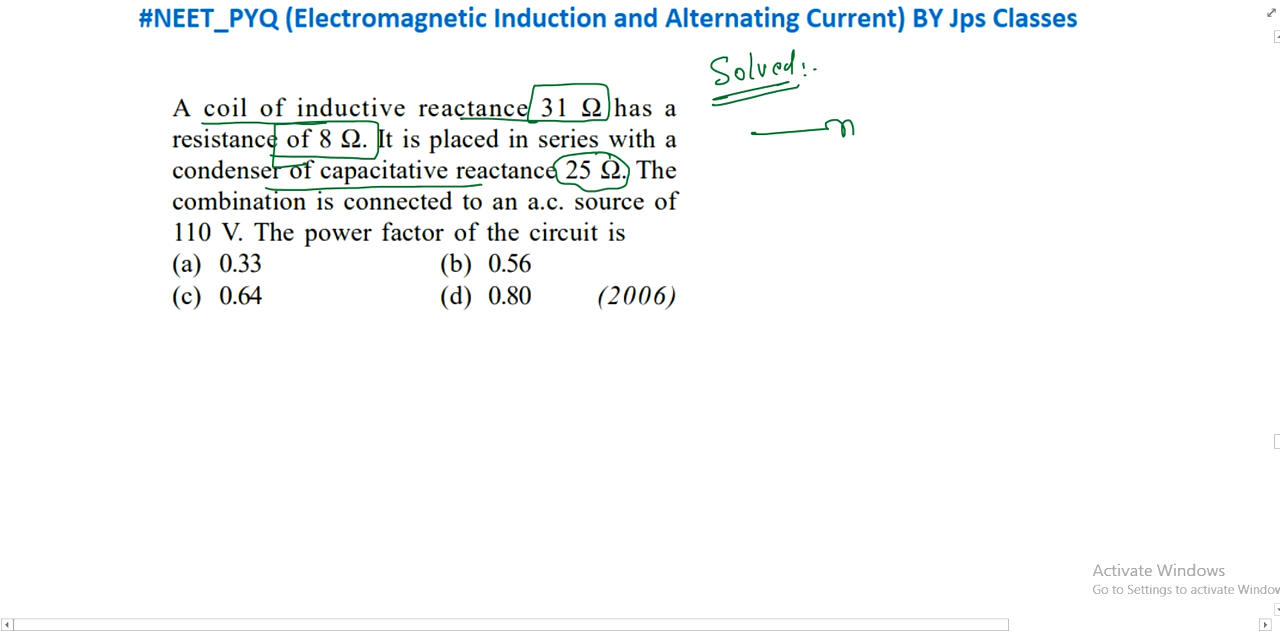 #NEET_PYQ (Electromagnetic Induction and Alternating Current) BY Jps Classes
Solved:-
A coil of inductive reactance 31 Ω has a
resistance of 8 Ω. It is placed in series with a
condenser of capacitative reactance 25 Ω. The
combination is connected to an a.c. source of
110 V. The power factor of the circuit is
(a) 0.33 (b) 0.56
(c) 0.64 (d) 0.80 (2006)
Activate Windows
Go to Settings to activate Window